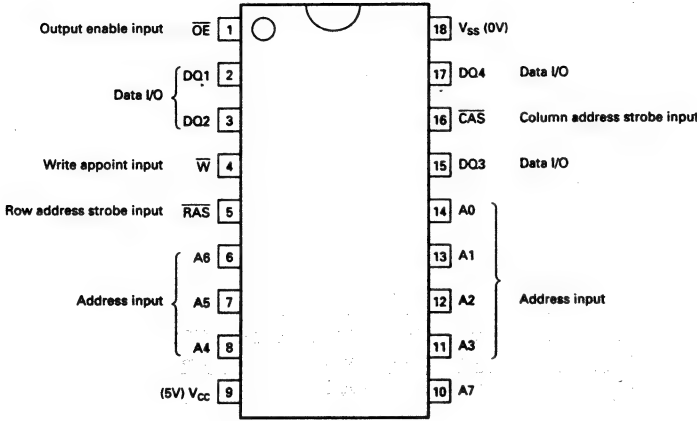 Output enable input OE 1 18 VSS (0V)
DQ1 2 17 DQ4 Data I/O
Data I/O
DQ2 3 16 CAS Column address strobe input
Write appoint input W 4 15 DQ3 Data I/O
Row address strobe input RAS 5 14 A0
A6 6 13 A1
Address input A5 7 12 A2 Address input
A4 8 11 A3
(5V) VCC 9 10 A7